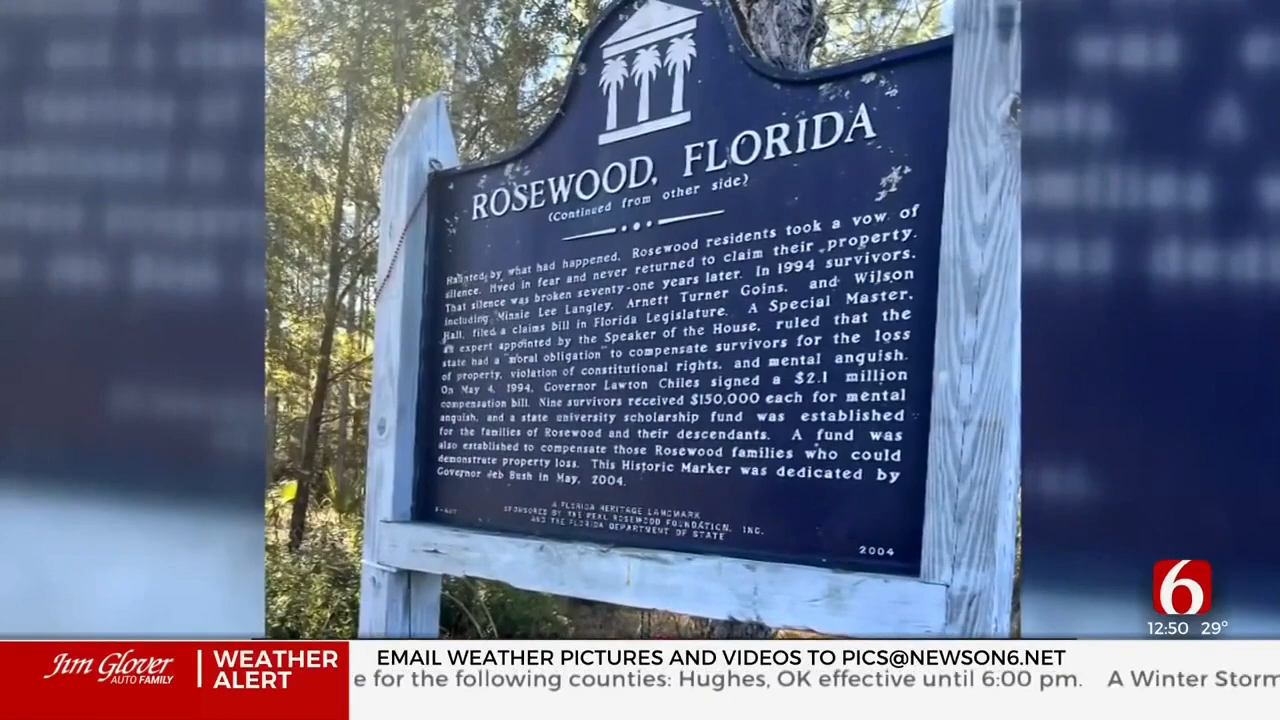 ROSEWOOD, FLORIDA
(Continued from other side)
Haunted by what had happened, Rosewood residents took a vow of
silence, lived in fear and never returned to claim their property.
That silence was broken seventy-one years later. In 1994 survivors,
including Minnie Lee Langley, Arnett Turner Goins, and Wilson
Hall, filed a claims bill in Florida Legislature. A Special Master,
an expert appointed by the Speaker of the House, ruled that the
state had a "moral obligation" to compensate survivors for the loss
of property, violation of constitutional rights, and mental anguish.
On May 4, 1994, Governor Lawton Chiles signed a $2.1 million
compensation bill. Nine survivors received $150,000 each for mental
anguish, and a state university scholarship fund was established
for the families of Rosewood and their descendants. A fund was
also established to compensate those Rosewood families who could
demonstrate property loss. This Historic Marker was dedicated by
Governor Jeb Bush in May, 2004.
A FLORIDA HERITAGE LANDMARK
SPONSORED BY THE REAL ROSEWOOD FOUNDATION, INC.
AND THE FLORIDA DEPARTMENT OF STATE
2004
6
12:50 29°
Jim Glover
AUTO FAMILY
WEATHER
ALERT
EMAIL WEATHER PICTURES AND VIDEOS TO PICS@NEWSON6.NET
e for the following counties: Hughes, OK effective until 6:00 pm. A Winter Storm